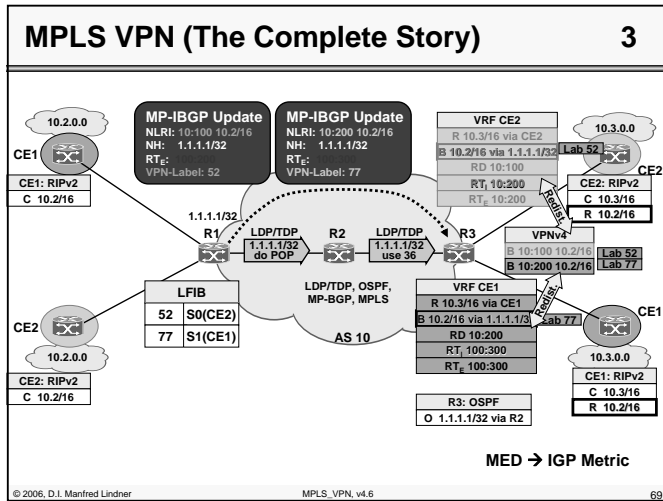 MPLS VPN (The Complete Story) 3
10.2.0.0
CE1
CE1: RIPv2
C 10.2/16
MP-IBGP Update
NLRI: 10:100 10.2/16
NH: 1.1.1.1/32
RTE: 100:200
VPN-Label: 52
MP-IBGP Update
NLRI: 10:200 10.2/16
NH: 1.1.1.1/32
RTE: 100:300
VPN-Label: 77
VRF CE2
R 10.3/16 via CE2
B 10.2/16 via 1.1.1.1/32
Lab 52
RD 10:100
RTI 10:200
RTE 10:200
10.3.0.0
CE2
CE2: RIPv2
C 10.3/16
R 10.2/16
Redist.
1.1.1.1/32
R1
LDP/TDP
1.1.1.1/32
do POP
R2
LDP/TDP
1.1.1.1/32
use 36
R3
VPNv4
B 10:100 10.2/16
Lab 52
B 10:200 10.2/16
Lab 77
Redist.
LFIB
52 S0(CE2)
77 S1(CE1)
LDP/TDP, OSPF,
MP-BGP, MPLS
AS 10
VRF CE1
R 10.3/16 via CE1
B 10.2/16 via 1.1.1.1/3
Lab 77
RD 10:200
RTI 100:300
RTE 100:300
CE2
10.2.0.0
CE2: RIPv2
C 10.2/16
CE1
10.3.0.0
CE1: RIPv2
C 10.3/16
R 10.2/16
R3: OSPF
O 1.1.1.1/32 via R2
MED → IGP Metric
© 2006, D.I. Manfred Lindner MPLS_VPN, v4.6 69